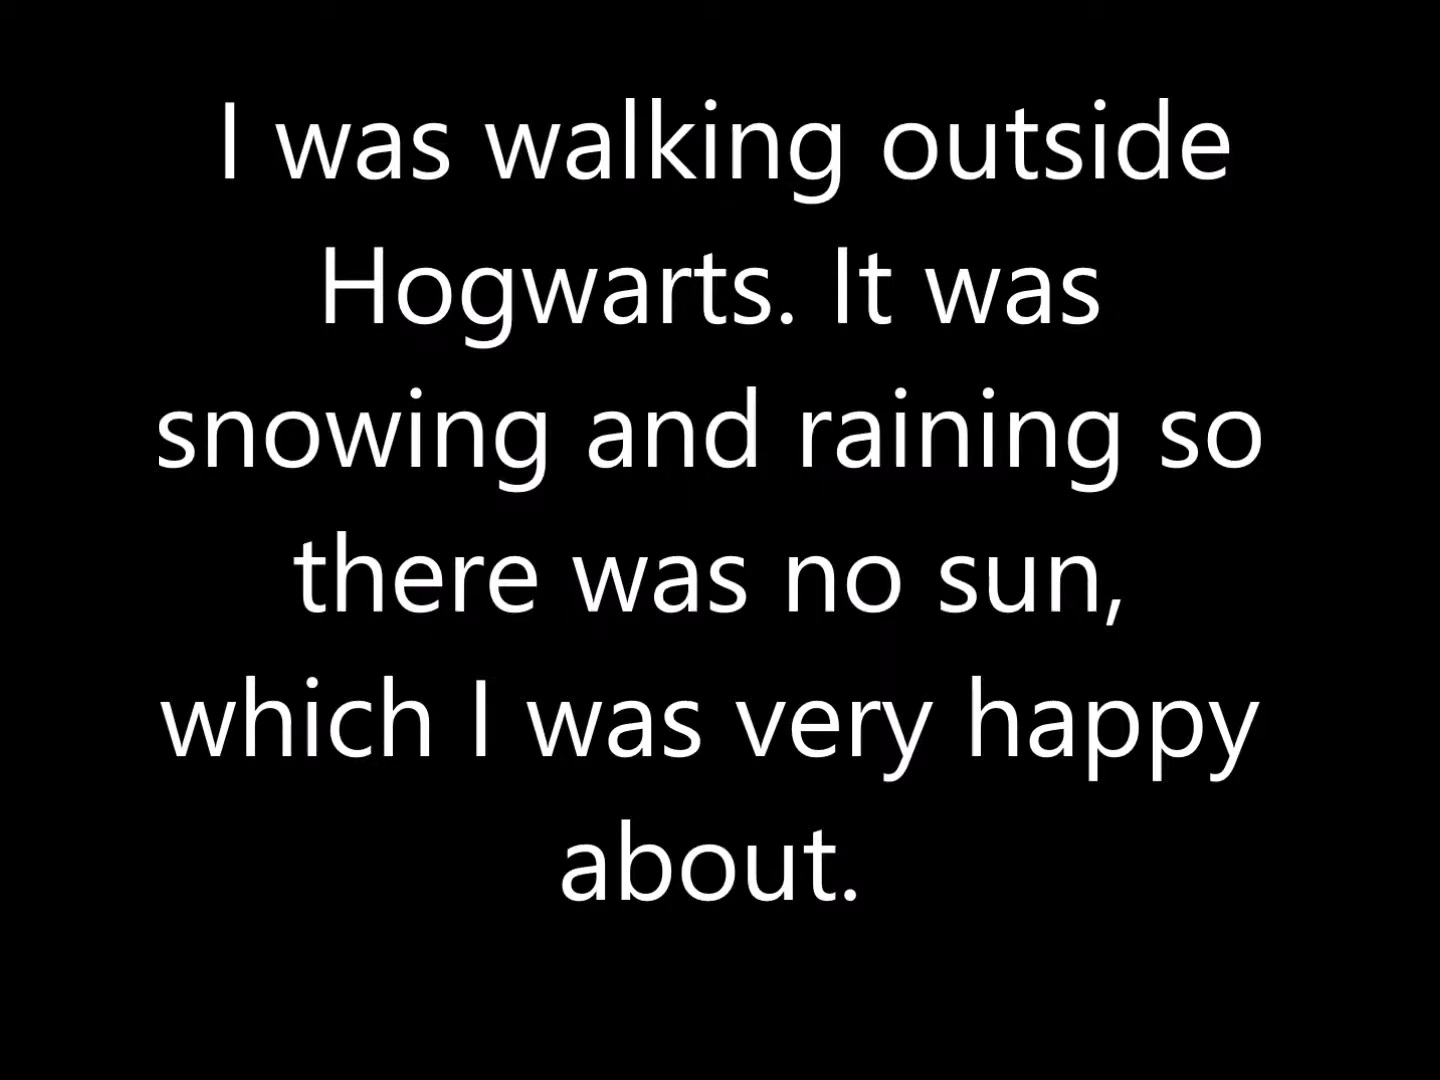 I was walking outside
Hogwarts. It was
snowing and raining so
there was no sun,
which I was very happy
about.